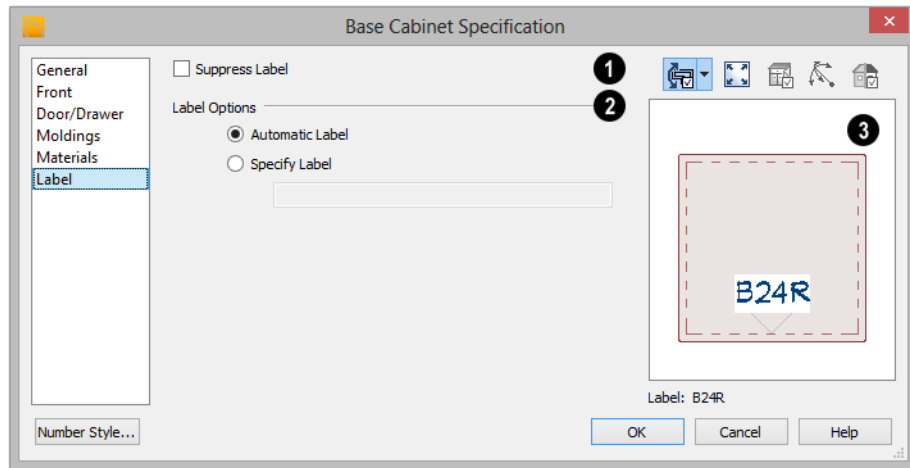 Base Cabinet Specification
General
Front
Door/Drawer
Moldings
Materials
Label
Suppress Label
1
Label Options
2
Automatic Label
Specify Label
3
B24R
Label: B24R
Number Style...
OK
Cancel
Help